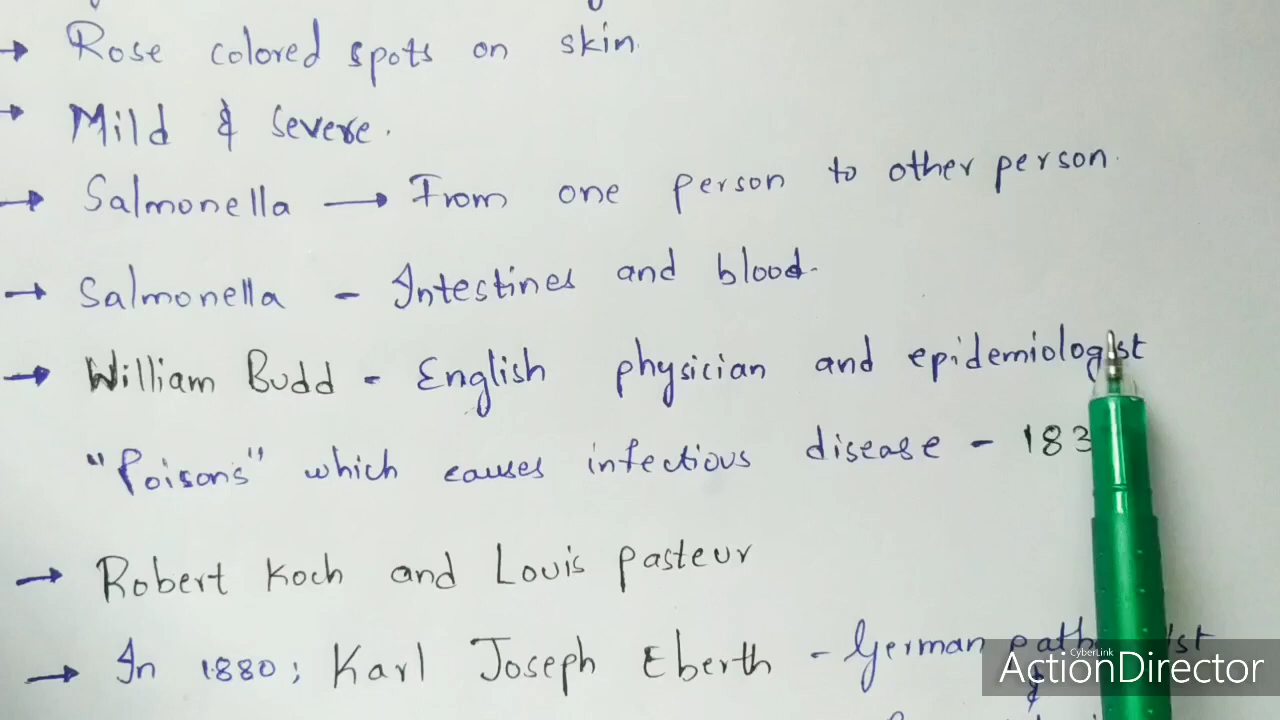 → Rose colored spots on skin.
→ Mild & severe.
→ Salmonella → From one person to other person.
→ Salmonella - Intestines and blood.
→ William Budd - English physician and epidemiologist
"Poisons" which causes infectious disease - 183
→ Robert Koch and Louis pasteur
→ In 1880; Karl Joseph Eberth - German
&
CyberLink
ActionDirector